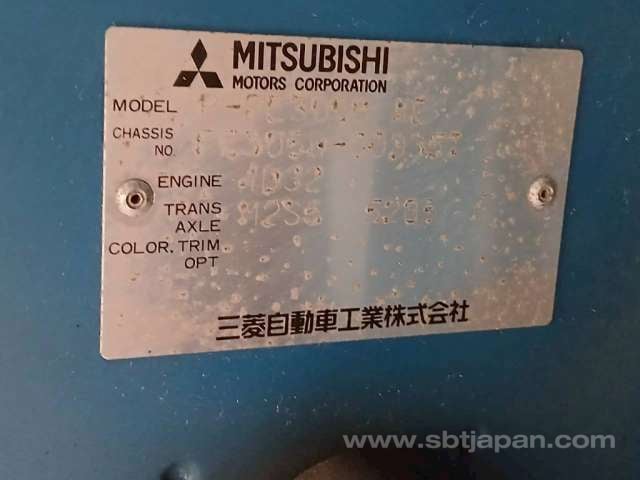 MITSUBISHI
MOTORS CORPORATION
MODEL
CHASSIS
NO.
ENGINE 4D32
TRANS
AXLE
COLOR. TRIM
OPT
三菱自動車工業株式会社
www.sbtjapan.com